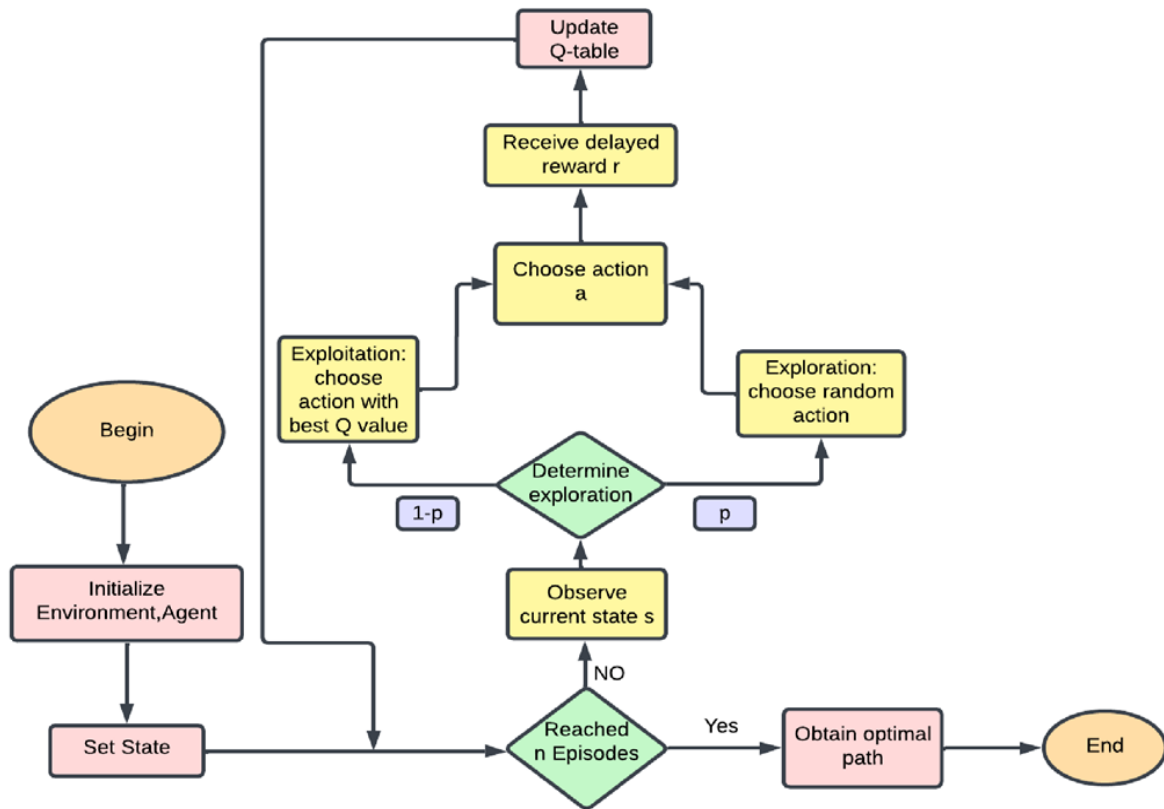 Update
Q-table
Receive delayed
reward r
Choose action
a
Exploitation:
choose
action with
best Q value
Exploration:
choose random
action
Begin
Determine
exploration
1-p
p
Initialize
Environment,Agent
Observe
current state s
NO
Set State
Reached
n Episodes
Yes
Obtain optimal
path
End